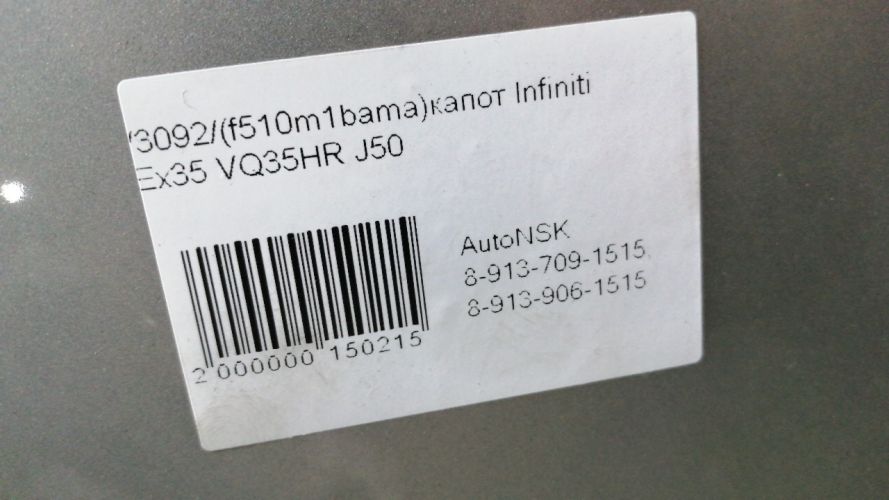 3092/(f510m1bama)капот Infiniti
Ex35 VQ35HR J50
AutoNSK
8-913-709-1515
8-913-906-1515
2 000000 150215